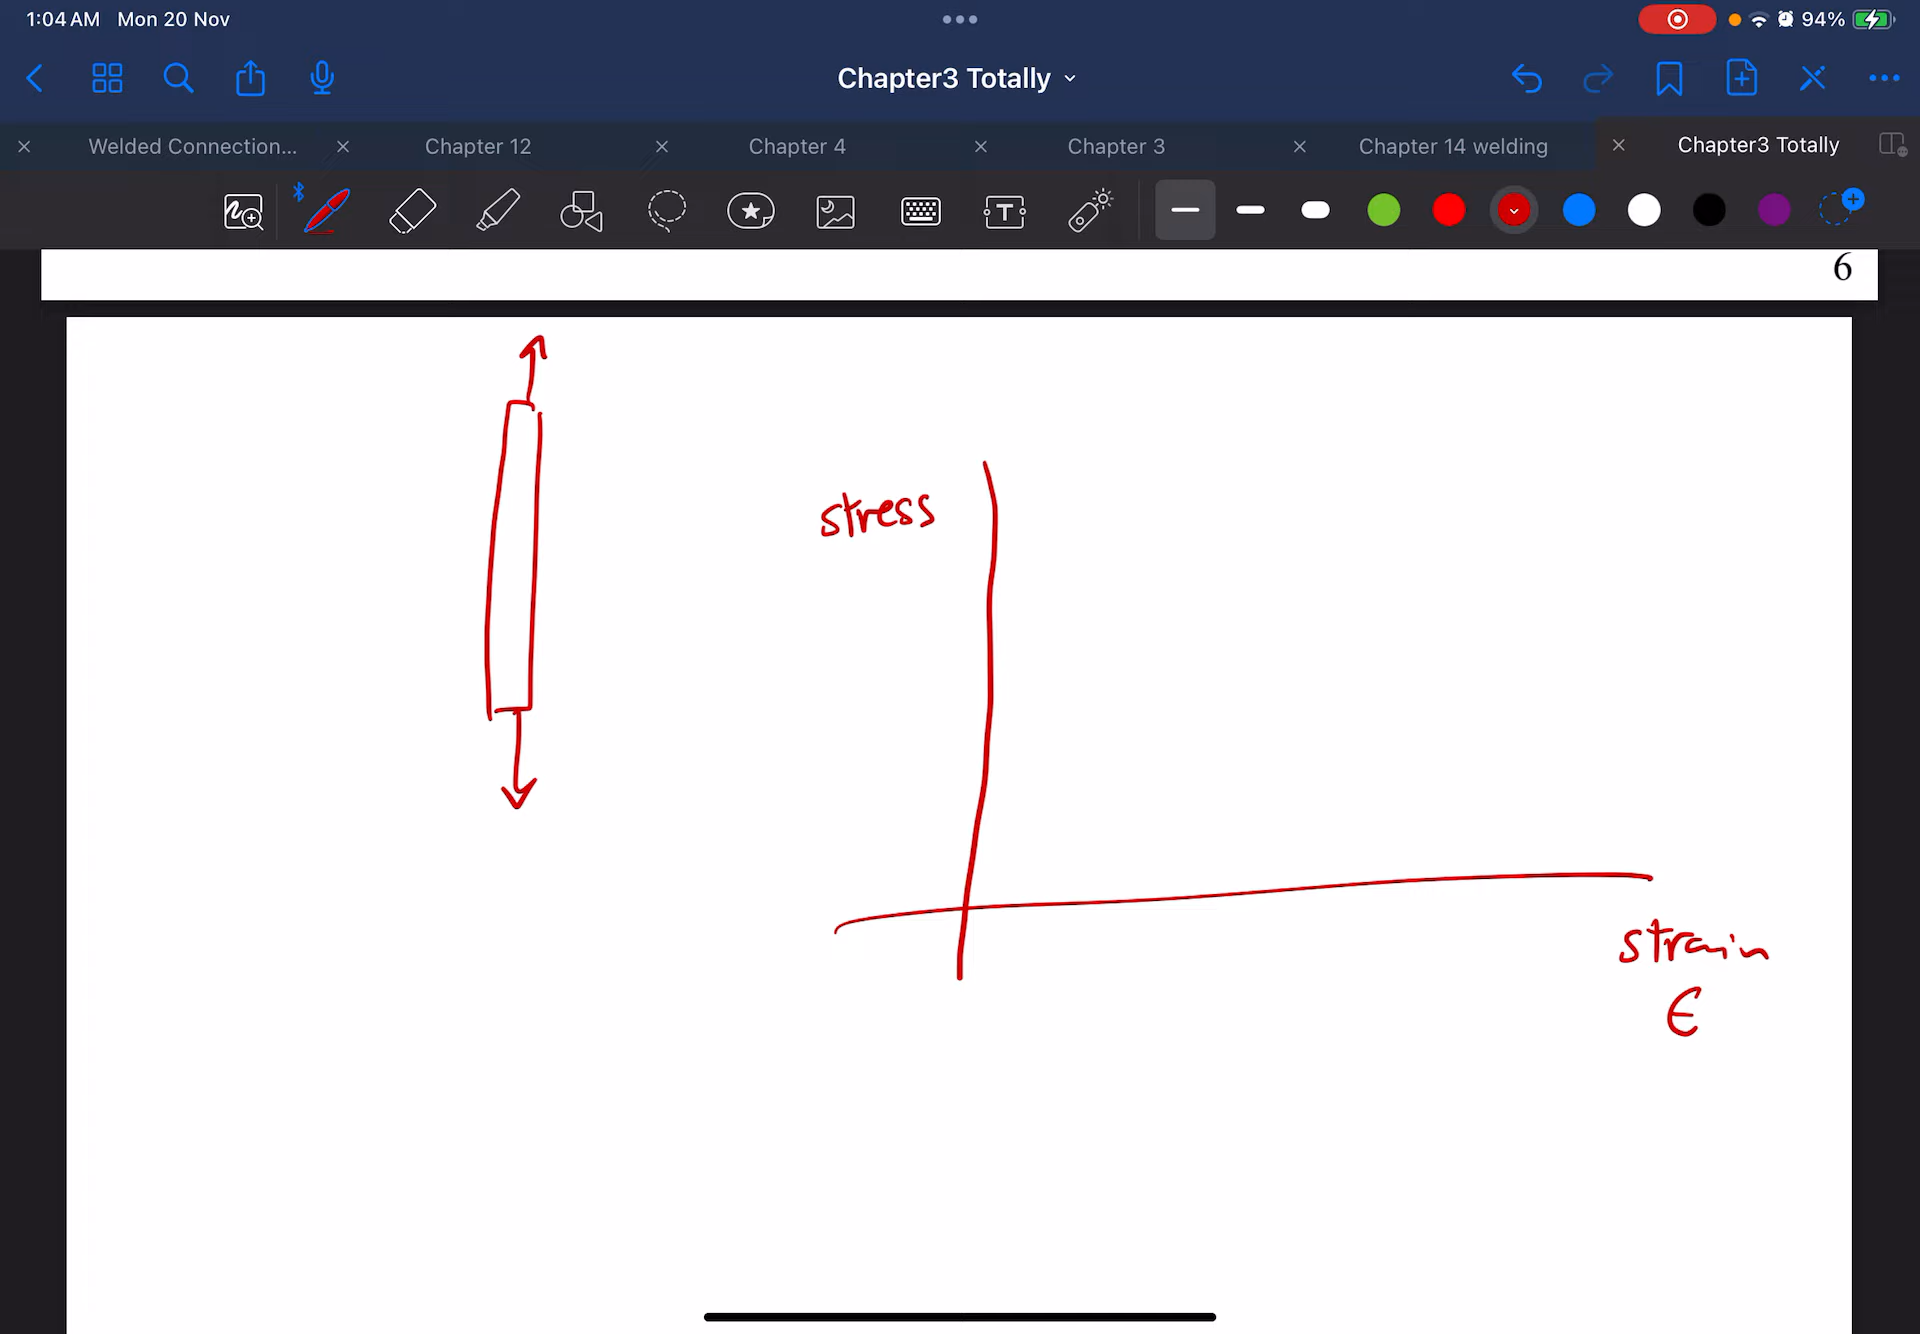 1:04 AM Mon 20 Nov
94%
Chapter3 Totally
Welded Connection...
Chapter 12
Chapter 4
Chapter 3
Chapter 14 welding
Chapter3 Totally
T
6
stress
strain
ϵ